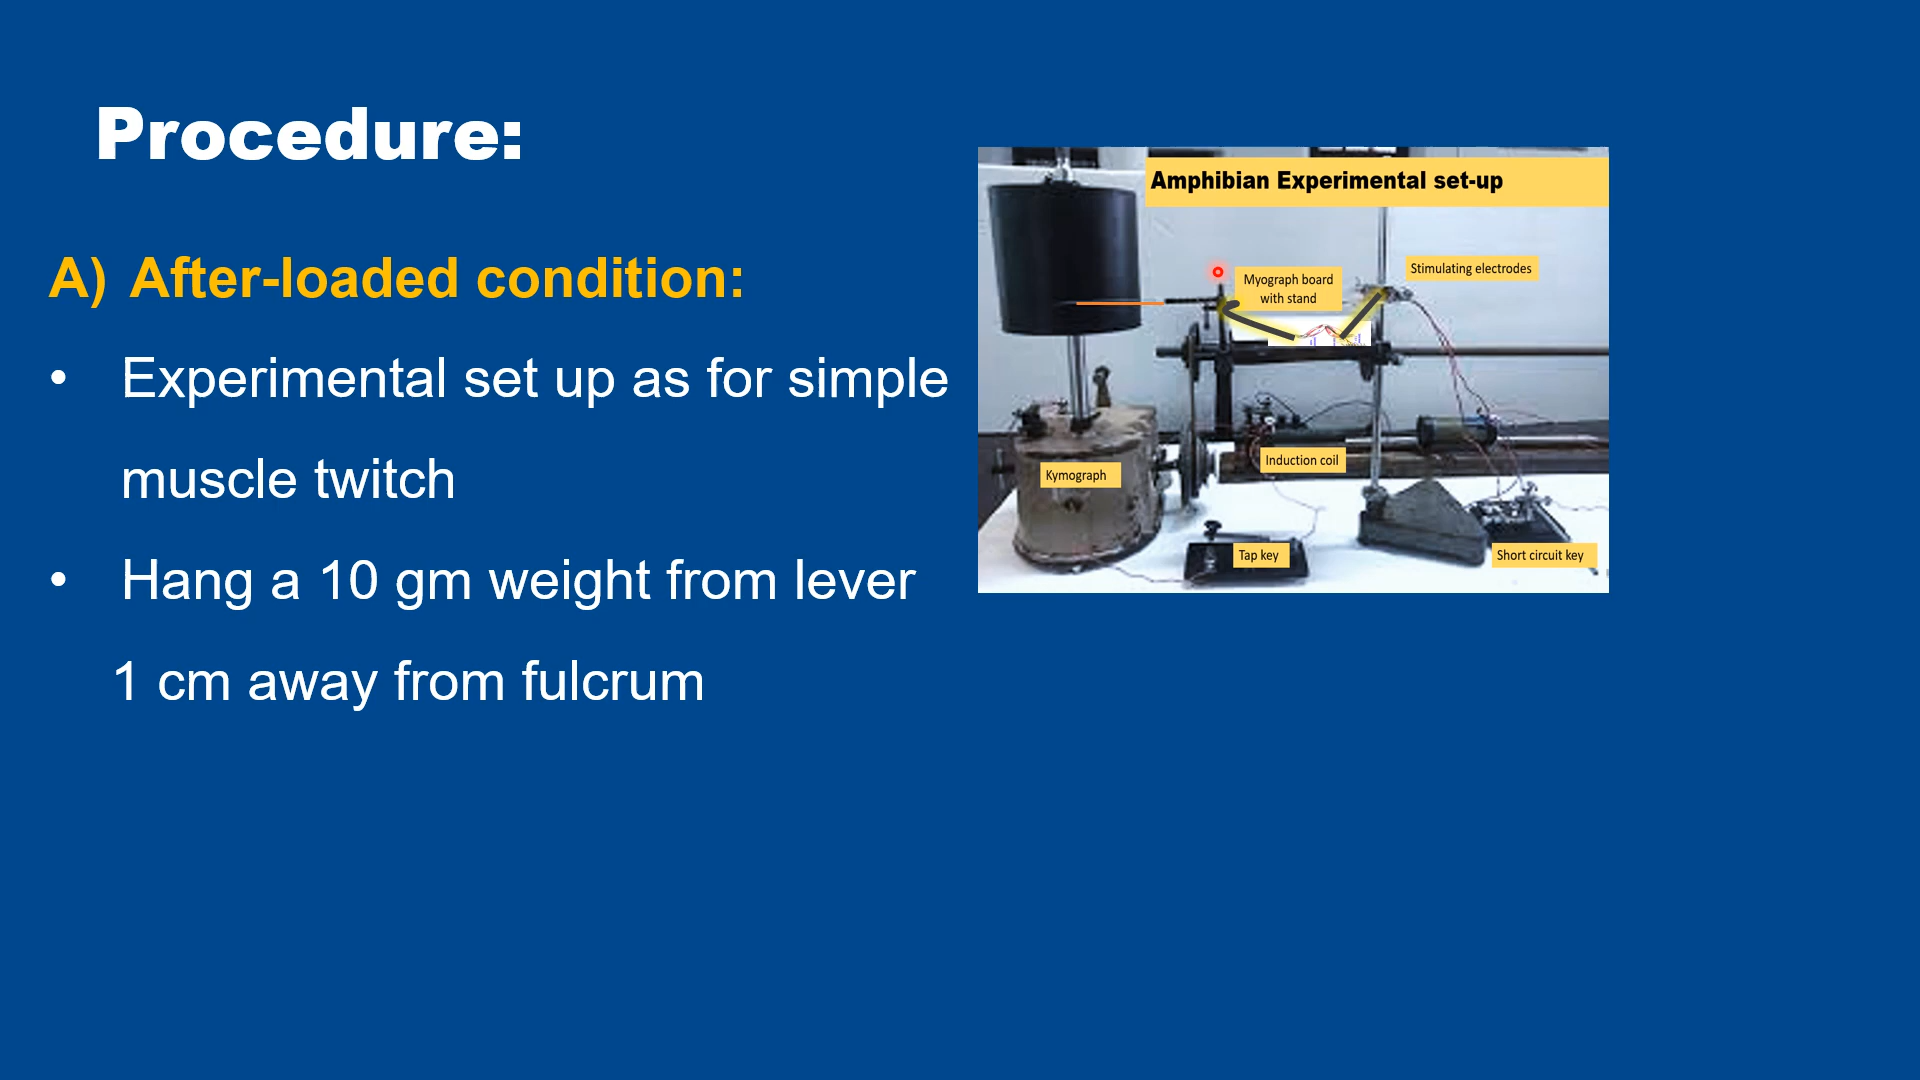 Procedure:
A) After-loaded condition:
• Experimental set up as for simple
muscle twitch
• Hang a 10 gm weight from lever
1 cm away from fulcrum
Amphibian Experimental set-up
Stimulating electrodes
Myograph board
with stand
Induction coil
Kymograph
Tap key
Short circuit key